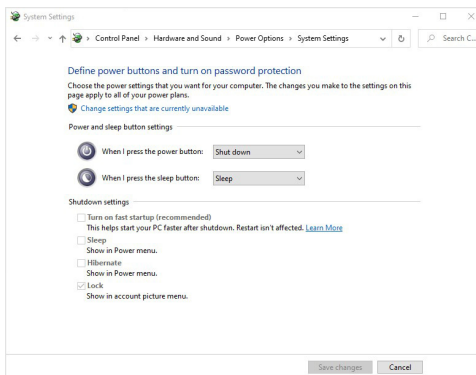 System Settings
Control Panel > Hardware and Sound > Power Options > System Settings
Search C...
Define power buttons and turn on password protection
Choose the power settings that you want for your computer. The changes you make to the settings on this
page apply to all of your power plans.
Change settings that are currently unavailable
Power and sleep button settings
When I press the power button: Shut down
When I press the sleep button: Sleep
Shutdown settings
Turn on fast startup (recommended)
This helps start your PC faster after shutdown. Restart isn't affected. Learn More
Sleep
Show in Power menu.
Hibernate
Show in Power menu.
Lock
Show in account picture menu.
Save changes Cancel